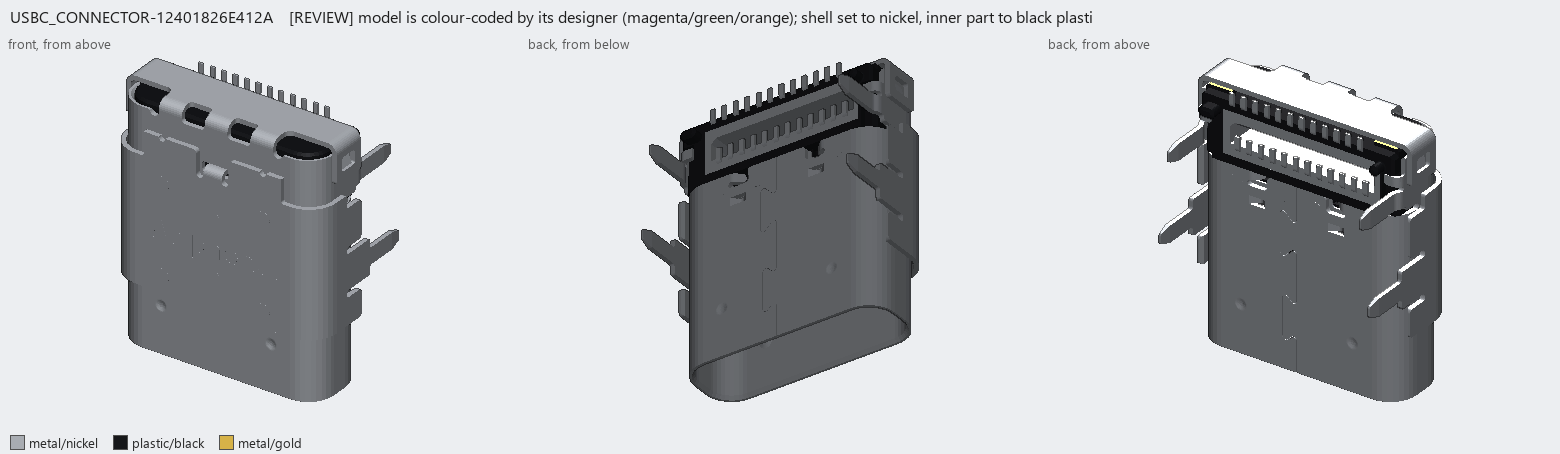 USBC_CONNECTOR-12401826E412A [REVIEW] model is colour-coded by its designer (magenta/green/orange); shell set to nickel, inner part to black plasti
front, from above
back, from below
back, from above
metal/nickel
plastic/black
metal/gold